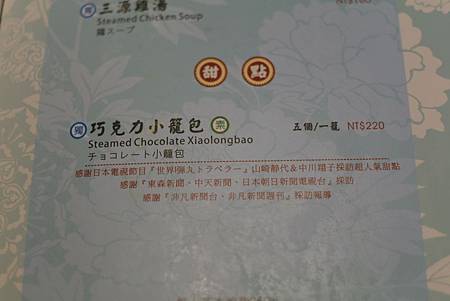 三源雞湯
Steamed Chicken Soup
雞スープ
甜點
獨 巧克力小籠包 素 五個/一籠 NT$220
Steamed Chocolate Xiaolongbao
チョコレート小籠包
感謝日本電視節目『世界弾丸トラベラー』山崎静代&中川翔子採訪超人氣甜點
感謝『東森新聞、中天新聞、日本朝日新聞電視台』採訪
感謝『非凡新聞台、非凡新聞週刊』採訪報導